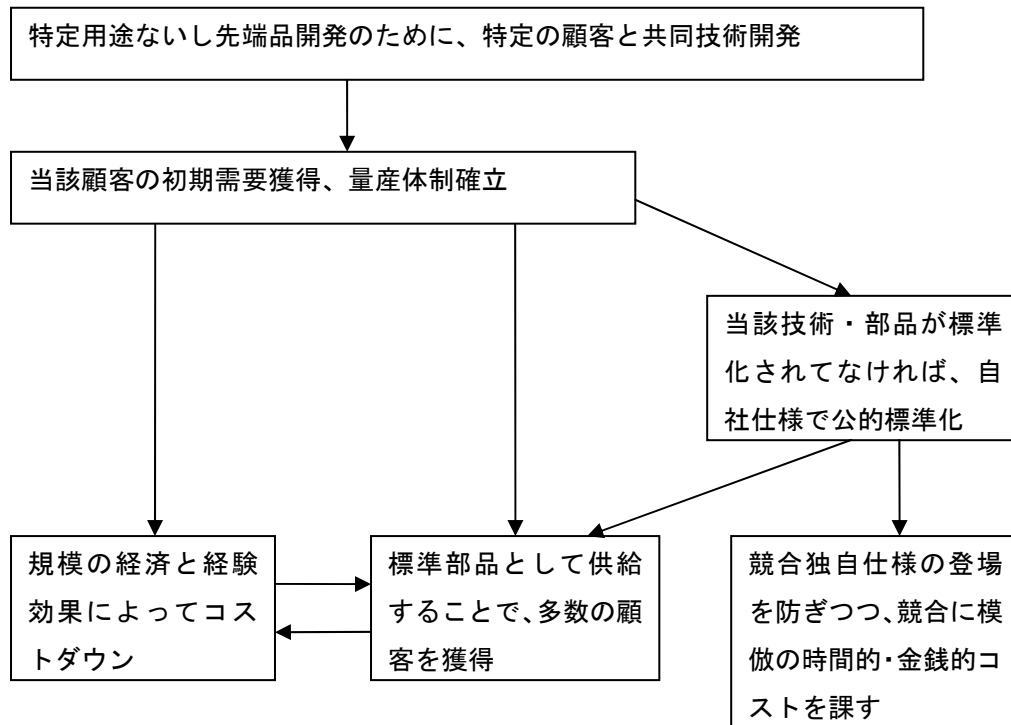 特定用途ないし先端品開発のために、特定の顧客と共同技術開発
当該顧客の初期需要獲得、量産体制確立
当該技術・部品が標準
化されてなければ、自
社仕様で公的標準化
規模の経済と経験
効果によってコス
トダウン
標準部品として供給
することで、多数の顧
客を獲得
競合独自仕様の登場
を防ぎつつ、競合に模
倣の時間的・金銭的コ
ストを課す